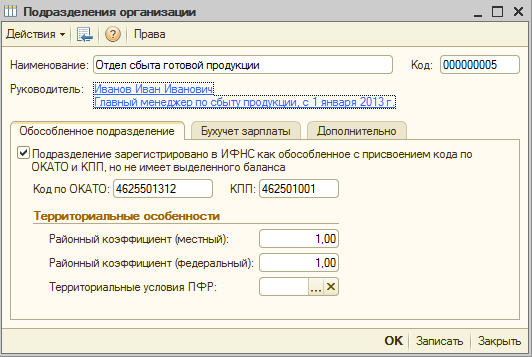 Подразделения организации
Действия Права
Наименование: Отдел сбыта готовой продукции Код: 000000005
Руководитель: Иванов Иван Иванович
Главный менеджер по сбыту продукции, с 1 января 2013 г.
Обособленное подразделение Бухучет зарплаты Дополнительно
Подразделение зарегистрировано в ИФНС как обособленное с присвоением кода по
ОКАТО и КПП, но не имеет выделенного баланса
Код по ОКАТО: 4625501312 КПП: 462501001
Территориальные особенности
Районный коэффициент (местный): 1,00
Районный коэффициент (федеральный): 1,00
Территориальные условия ПФР: ...
OK Записать Закрыть